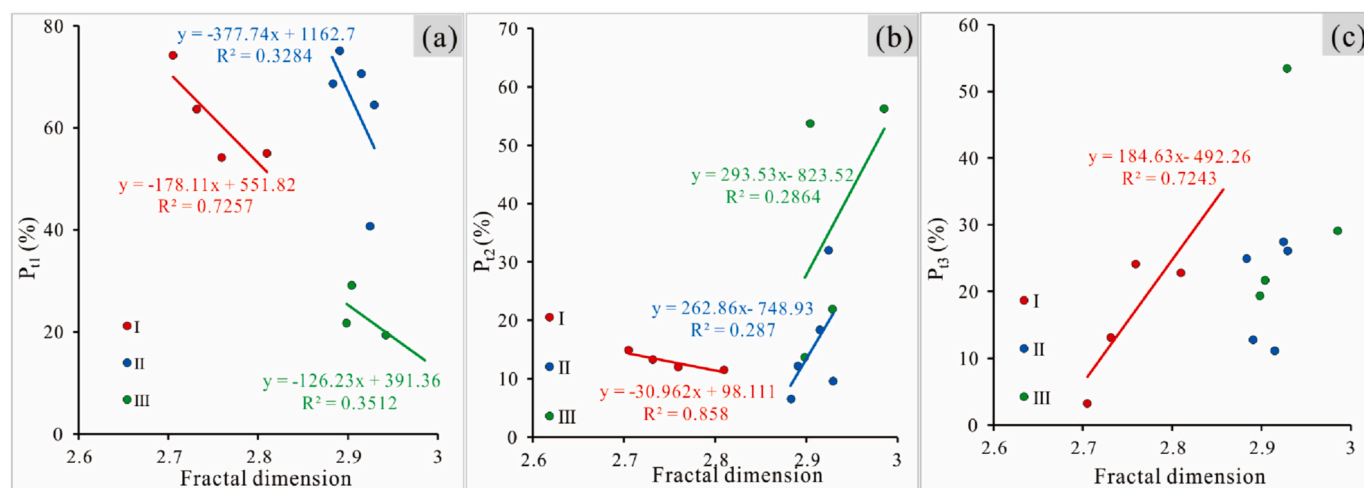 (a)
80
60
40
20
0
2.6
2.7
2.8
2.9
3
Pt1 (%)
Fractal dimension
y = -377.74x + 1162.7
R² = 0.3284
y = -178.11x + 551.82
R² = 0.7257
y = -126.23x + 391.36
R² = 0.3512
I
II
III
(b)
70
60
50
40
30
20
10
0
2.6
2.7
2.8
2.9
3
Pt2 (%)
Fractal dimension
y = 293.53x- 823.52
R² = 0.2864
y = 262.86x- 748.93
R² = 0.287
y = -30.962x + 98.111
R² = 0.858
I
II
III
(c)
60
50
40
30
20
10
0
2.6
2.7
2.8
2.9
3
Pt3 (%)
Fractal dimension
y = 184.63x- 492.26
R² = 0.7243
I
II
III